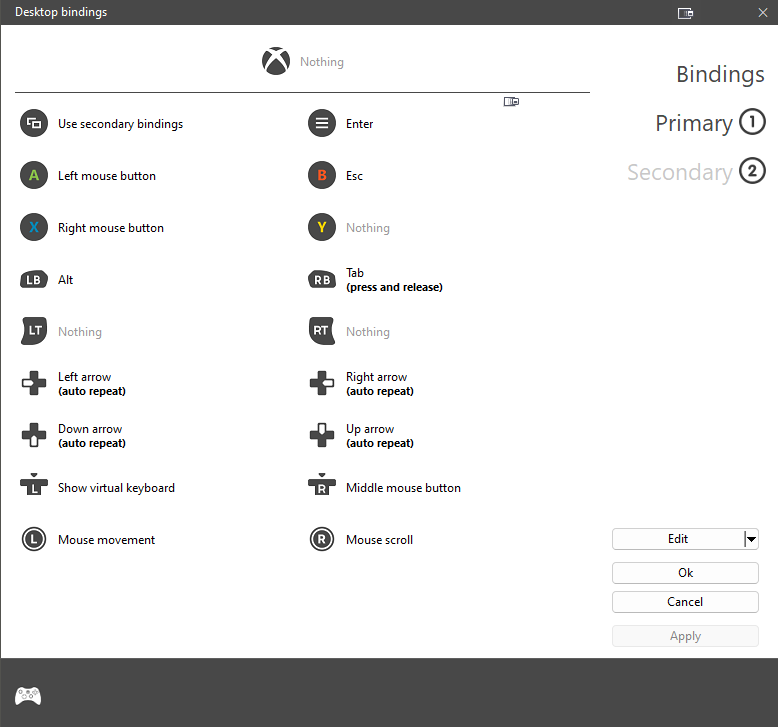 Desktop bindings
Nothing
Bindings
Primary 1
Secondary 2
Use secondary bindings
Enter
A Left mouse button
B Esc
X Right mouse button
Y Nothing
LB Alt
RB Tab
(press and release)
LT Nothing
RT Nothing
Left arrow
(auto repeat)
Right arrow
(auto repeat)
Down arrow
(auto repeat)
Up arrow
(auto repeat)
L Show virtual keyboard
R Middle mouse button
L Mouse movement
R Mouse scroll
Edit
Ok
Cancel
Apply